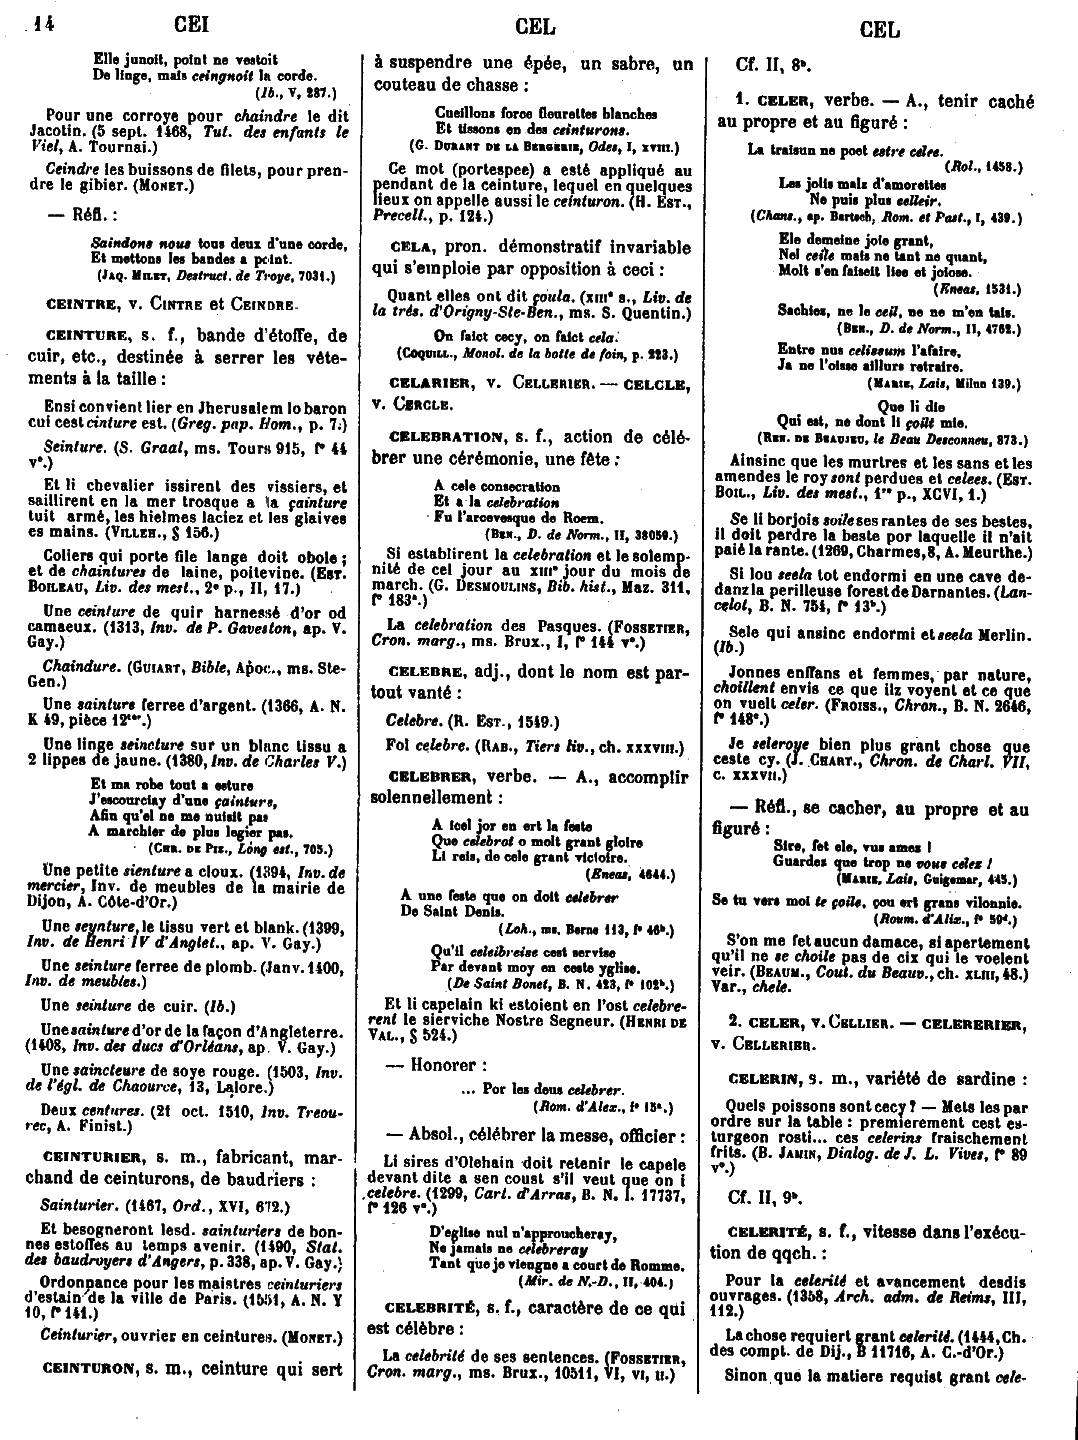 14 CEI
CEL
CEL
Elle junoit, point ne vestoit
De linge, mais ceingnoit la corde.
(Ib., V, 287.)
Pour une corroye pour chaindre le dit
Jacotin. (5 sept. 1468, Tut. des enfants le
Viel, A. Tournai.)
Ceindre les buissons de filets, pour pren-
dre le gibier. (MONET.)
— Réfl. :
Saindons nous tous deux d'une corde,
Et mettons les bandes a point.
(JAQ. MILET, Destruct. de Troye, 7031.)
CEINTRE, v. CINTRE et CEINDRE.
CEINTURE, s. f., bande d'étoffe, de
cuir, etc., destinée à serrer les vête-
ments à la taille :
Ensi convient lier en Jherusalem lo baron
cui cest cinture est. (Greg. pap. Hom., p. 7.)
Seinture. (S. Graal, ms. Tours 915, f° 44
v°.)
Et li chevalier issirent des vissiers, et
saillirent en la mer trosque a la çainture
tuit armé, les hielmes laciez et les glaives
es mains. (VILLEH., § 156.)
Coliers qui porte file lange doit obole ;
et de chaintures de laine, poitevine. (EST.
BOILEAU, Liv. des mest., 2e p., II, 17.)
Une ceinture de quir harnessé d'or od
camaeux. (1313, Inv. de P. Gaveston, ap. V.
Gay.)
Chaindure. (GUIART, Bible, Apoc., ms. Ste-
Gen.)
Une sainture ferree d'argent. (1366, A. N.
K 49, pièce 12ter.)
Une linge seincture sur un blanc tissu a
2 lippes de jaune. (1380, Inv. de Charles V.)
Et ma robe tout a esture
J'escourciay d'une çainture,
Afin qu'el ne me nuisit pas
A marchier de plus legier pas.
(CHR. DE PIZ., Long est., 705.)
Une petite sienture a cloux. (1394, Inv. de
mercier, Inv. de meubles de la mairie de
Dijon, A. Côte-d'Or.)
Une seynture, le tissu vert et blank. (1399,
Inv. de Henri IV d'Anglet., ap. V. Gay.)
Une seinture ferree de plomb. (Janv. 1400,
Inv. de meubles.)
Une seinture de cuir. (Ib.)
Une sainture d'or de la façon d'Angleterre.
(1408, Inv. des ducs d'Orléans, ap. V. Gay.)
Une saincteure de soye rouge. (1503, Inv.
de l'égl. de Chaource, 13, Lalore.)
Deux centures. (21 oct. 1510, Inv. Treou-
rec, A. Finist.)
CEINTURIER, s. m., fabricant, mar-
chand de ceinturons, de baudriers :
Sainturier. (1467, Ord., XVI, 672.)
Et besogneront lesd. sainturiers de bon-
nes estoffes au temps avenir. (1490, Stat.
des baudroyers d'Angers, p. 338, ap. V. Gay.)
Ordonnance pour les maistres ceinturiers
d'estain de la ville de Paris. (1551, A. N. Y
10, f° 141.)
Ceinturier, ouvrier en ceintures. (MONET.)
CEINTURON, s. m., ceinture qui sert
à suspendre une épée, un sabre, un
couteau de chasse :
Cueillons force fleurettes blanches
Et tissons en des ceinturons.
(G. DURANT DE LA BERGERIE, Odes, I, XVIII.)
Ce mot (portespee) a esté appliqué au
pendant de la ceinture, lequel en quelques
lieux on appelle aussi le ceinturon. (H. EST.,
Precell., p. 124.)
CELA, pron. démonstratif invariable
qui s'emploie par opposition à ceci :
Quant elles ont dit çoula. (XIIIe s., Liv. de
la trés. d'Origny-Ste-Ben., ms. S. Quentin.)
On faict cecy, on faict cela.
(COQUILL., Monol. de la botte de foin, p. 223.)
CELARIER, v. CELLERIER. — CELCLE,
v. CERCLE.
CELEBRATION, s. f., action de célé-
brer une cérémonie, une fête :
A cele consecration
Et a la celebration
Fu l'arcevesque de Roem.
(BEN., D. de Norm., II, 38059.)
Si establirent la celebration et le solemp-
nité de cel jour au XIIIe jour du mois de
march. (G. DESMOULINS, Bib. hist., Maz. 311,
f° 183a.)
La celebration des Pasques. (FOSSETIER,
Cron. marg., ms. Brux., I, f° 144 v°.)
CELEBRE, adj., dont le nom est par-
tout vanté :
Celebre. (R. EST., 1549.)
Fol celebre. (RAB., Tiers liv., ch. XXXVIII.)
CELEBRER, verbe. — A., accomplir
solennellement :
A icel jor en ert la feste
Que celebrot o molt grant gloire
Li reis, de cele grant victoire.
(Eneas, 4644.)
A une feste que on doit celebrer
De Saint Denis.
(Loh., ms. Berne 113, f° 46b.)
Qu'il celeibreise cest servise
Par devant moy en ceste yglise.
(De Saint Bonet, B. N. 423, f° 102b.)
Et li capelain ki estoient en l'ost celebre-
rent le sierviche Nostre Segneur. (HENRI DE
VAL., § 524.)
— Honorer :
... Por les deus celebrer.
(Rom. d'Alex., f° 15a.)
— Absol., célébrer la messe, officier :
Li sires d'Olehain doit retenir le capele
devant dite a sen coust s'il veut que on i
celebre. (1299, Cart. d'Arras, B. N. l. 17737,
f° 126 v°.)
D'eglise nul n'approucheray,
Ne jamais ne celebreray
Tant que je viengne a court de Romme.
(Mir. de N.-D., II, 404.)
CELEBRITÉ, s. f., caractère de ce qui
est célèbre :
La celebrité de ses sentences. (FOSSETIER,
Cron. marg., ms. Brux., 10511, VI, VI, II.)
Cf. II, 8b.
1. CELER, verbe. — A., tenir caché
au propre et au figuré :
La traisun ne poet estre celee.
(Rol., 1458.)
Les jolis malz d'amorettes
Ne puis plus celleir.
(Chans., ap. Bartsch, Rom. et Past., I, 439.)
Ele demeine joie grant,
Nel ceile mais ne tant ne quant,
Molt s'en faiseit liee et joiose.
(Eneas, 1531.)
Sachiez, ne le ceil, ne ne m'en tais.
(BEN., D. de Norm., II, 4762.)
Entre nus celissum l'afaire,
Ja ne l'oisse aillurs retraire.
(MARIE, Lais, Milun 139.)
Que li die
Qui est, ne dont li çoilt mie.
(REN. DE BEAUJEU, le Beau Desconneu, 873.)
Ainsinc que les murtres et les sans et les
amendes le roy sont perdues et celees. (EST.
BOIL., Liv. des mest., 1re p., XCVI, 1.)
Se li borjois soile ses rantes de ses bestes,
il doit perdre la beste por laquelle il n'ait
paié la rante. (1269, Charmes, 8, A. Meurthe.)
Si lou seela tot endormi en une cave de-
danz la perilleuse forest de Darnantes. (Lan-
celot, B. N. 754, f° 13b.)
Sele qui ansinc endormi et seela Merlin.
(Ib.)
Jonnes enffans et femmes, par nature,
choillent envis ce que ilz voyent et ce que
on vuelt celer. (FROISS., Chron., B. N. 2646,
f° 148a.)
Je seleroye bien plus grant chose que
ceste cy. (J. CHART., Chron. de Charl. VII,
c. XXXVII.)
— Réfl., se cacher, au propre et au
figuré :
Sire, fet ele, vus ames !
Guardez que trop ne vous celez !
(MARIE, Lais, Guigemar, 445.)
Se tu vers moi te çoile, çou ert grans vilonnie.
(Roum. d'Alix., f° 59d.)
S'on me fet aucun damace, si apertement
qu'il ne se choile pas de cix qui le voelent
veir. (BEAUM., Cout. du Beauv., ch. XLIII, 48.)
Var., chele.
2. CELER, v. CELLIER. — CELERERIER,
v. CELLERIER.
CELERIN, s. m., variété de sardine :
Quels poissons sont cecy ? — Mets les par
ordre sur la table : premierement cest es-
turgeon rosti... ces celerins fraischement
frits. (B. JAMIN, Dialog. de J. L. Vives, f° 89
v°.)
Cf. II, 9b.
CELERITÉ, s. f., vitesse dans l'exécu-
tion de qqch. :
Pour la celerité et avancement desdis
ouvrages. (1358, Arch. adm. de Reims, III,
112.)
La chose requiert grant celerité. (1444, Ch.
des compt. de Dij., B 11716, A. C.-d'Or.)
Sinon que la matiere requist grant cele-